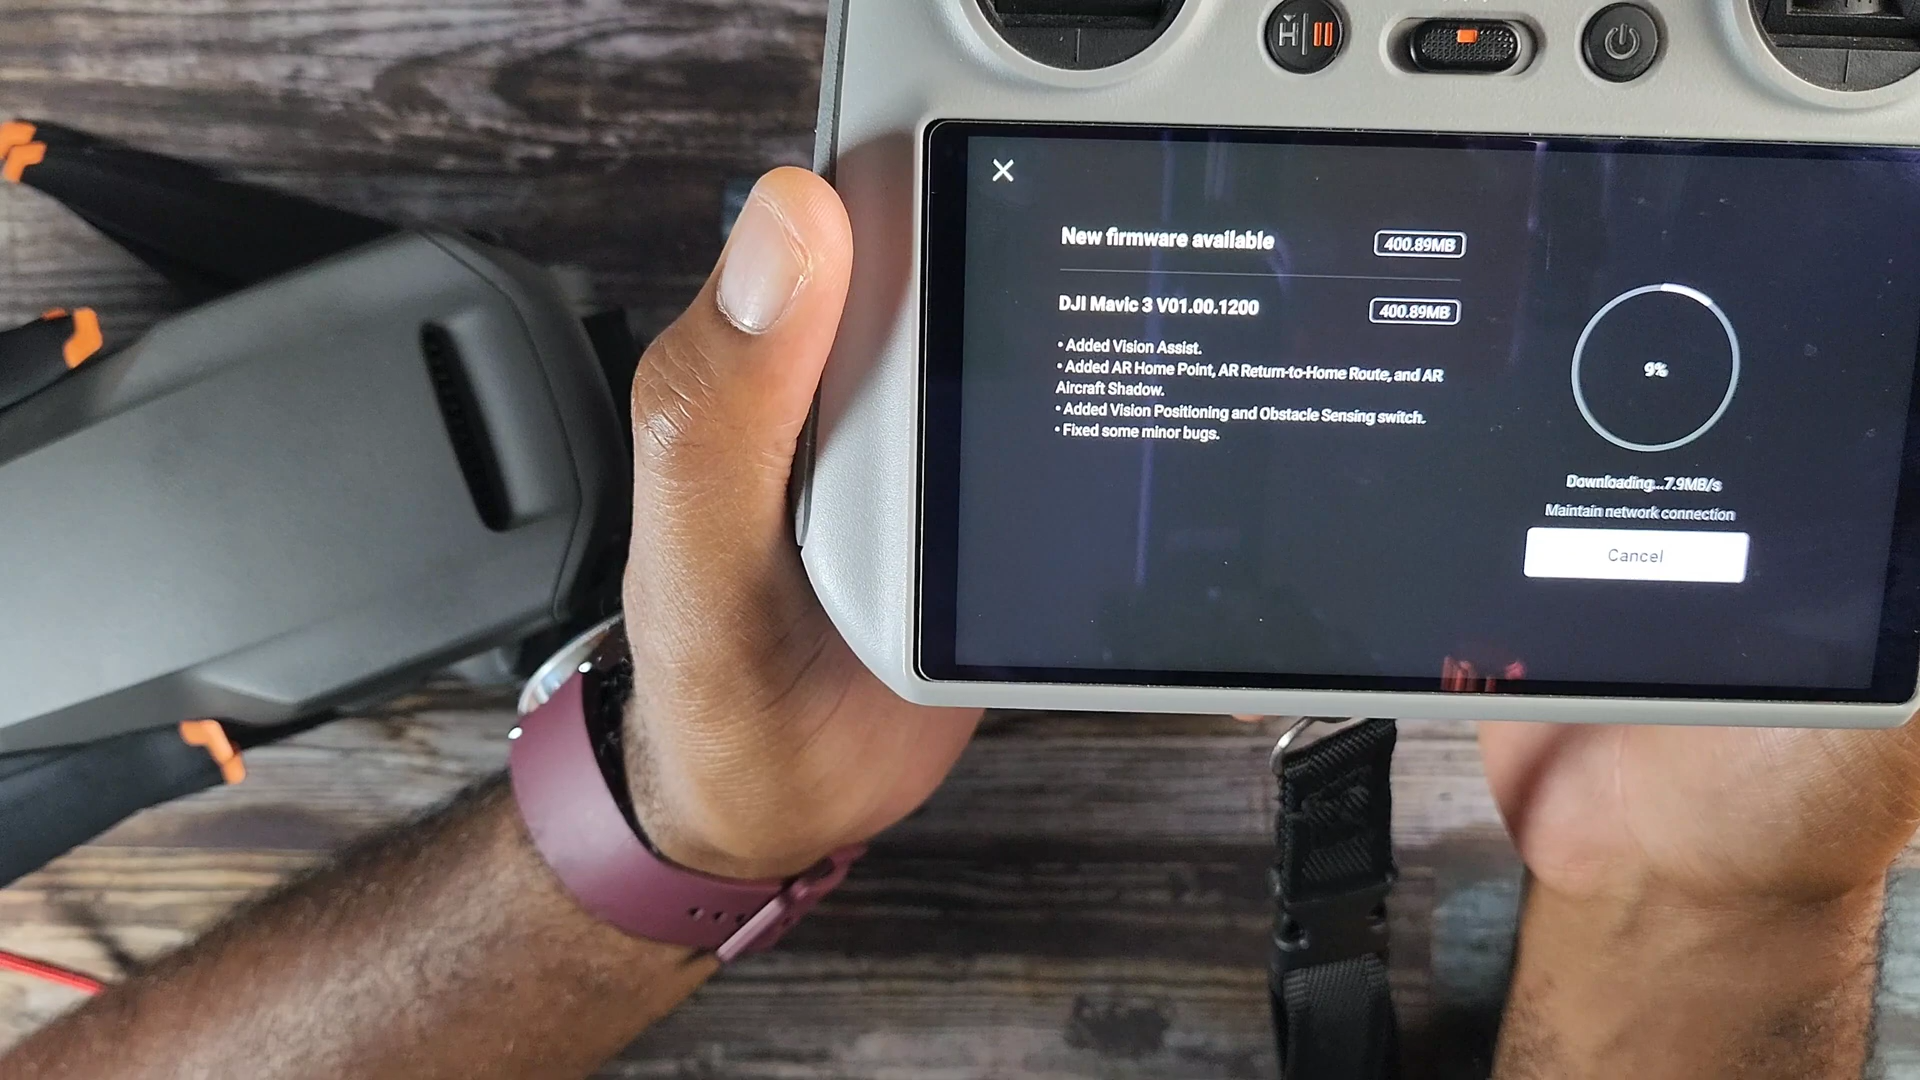 H
New firmware available 400.89MB
DJI Mavic 3 V01.00.1200 400.89MB
• Added Vision Assist.
• Added AR Home Point, AR Return-to-Home Route, and AR
Aircraft Shadow.
• Added Vision Positioning and Obstacle Sensing switch.
• Fixed some minor bugs.
9%
Downloading...7.9MB/s
Maintain network connection
Cancel